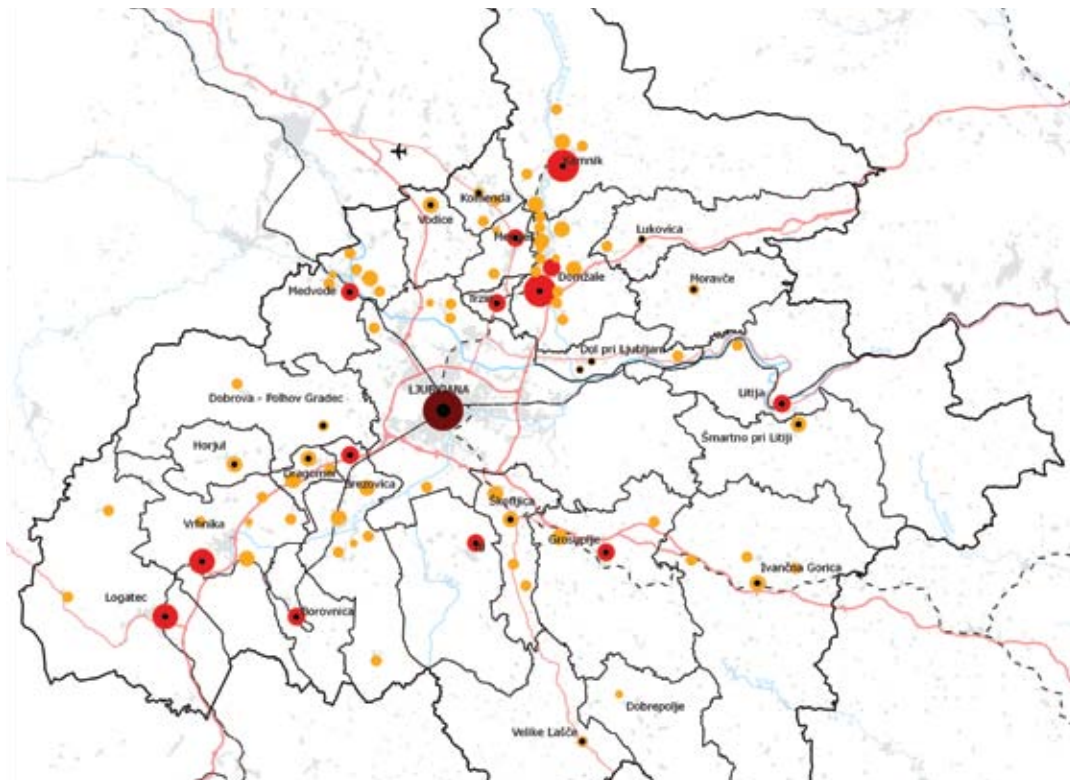 Kamnik
Komenda
Vodice
Lukovica
Domžale
Moravče
Medvode
Trzin
Dol pri Ljubljani
LJUBLJANA
Dobrova - Polhov Gradec
Litija
Šmartno pri Litiji
Horjul
Dragomer
Brezovica
Škofljica
Vrhnika
Grosuplje
Ig
Ivančna Gorica
Logatec
Borovnica
Dobrepolje
Velike Lašče